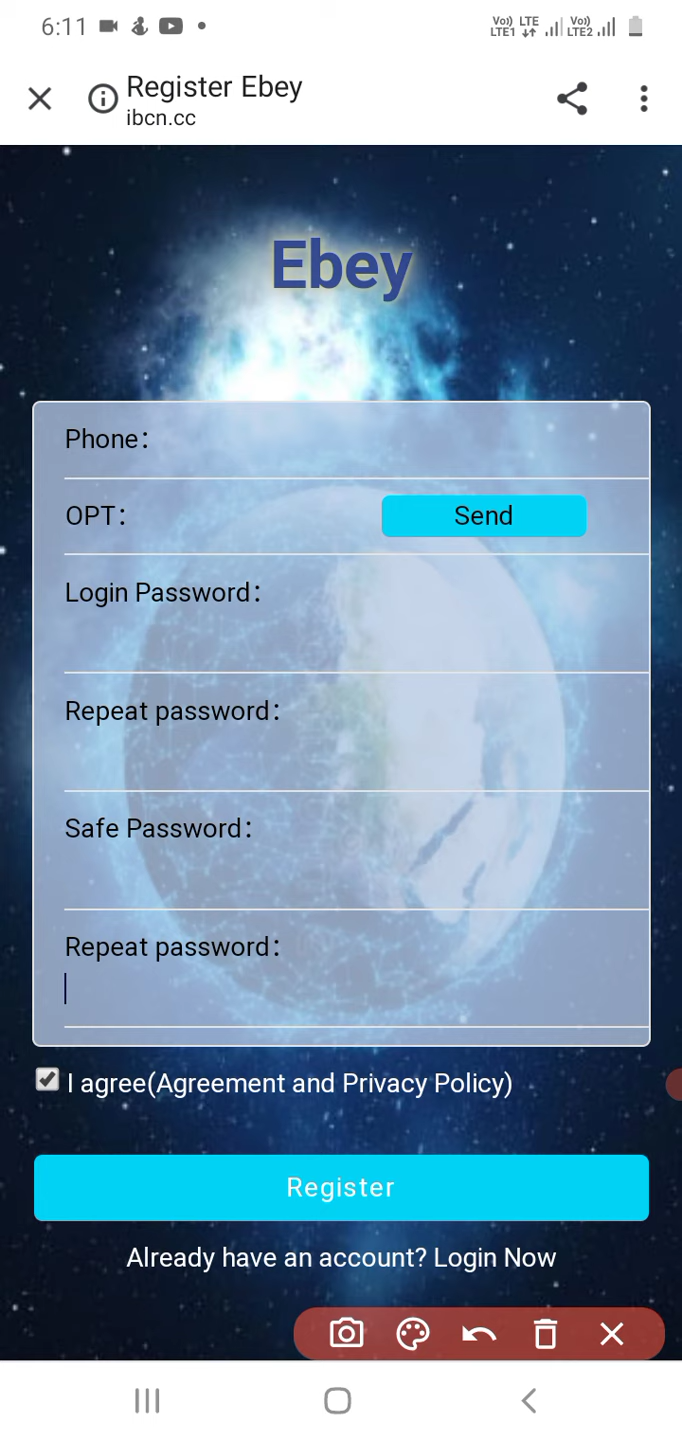 6:11 Vo)) LTE Vo))
LTE1 LTE2
Register Ebey
ibcn.cc
Ebey
Phone：
OPT： Send
Login Password：
Repeat password：
Safe Password：
Repeat password：
I agree(Agreement and Privacy Policy)
Register
Already have an account? Login Now